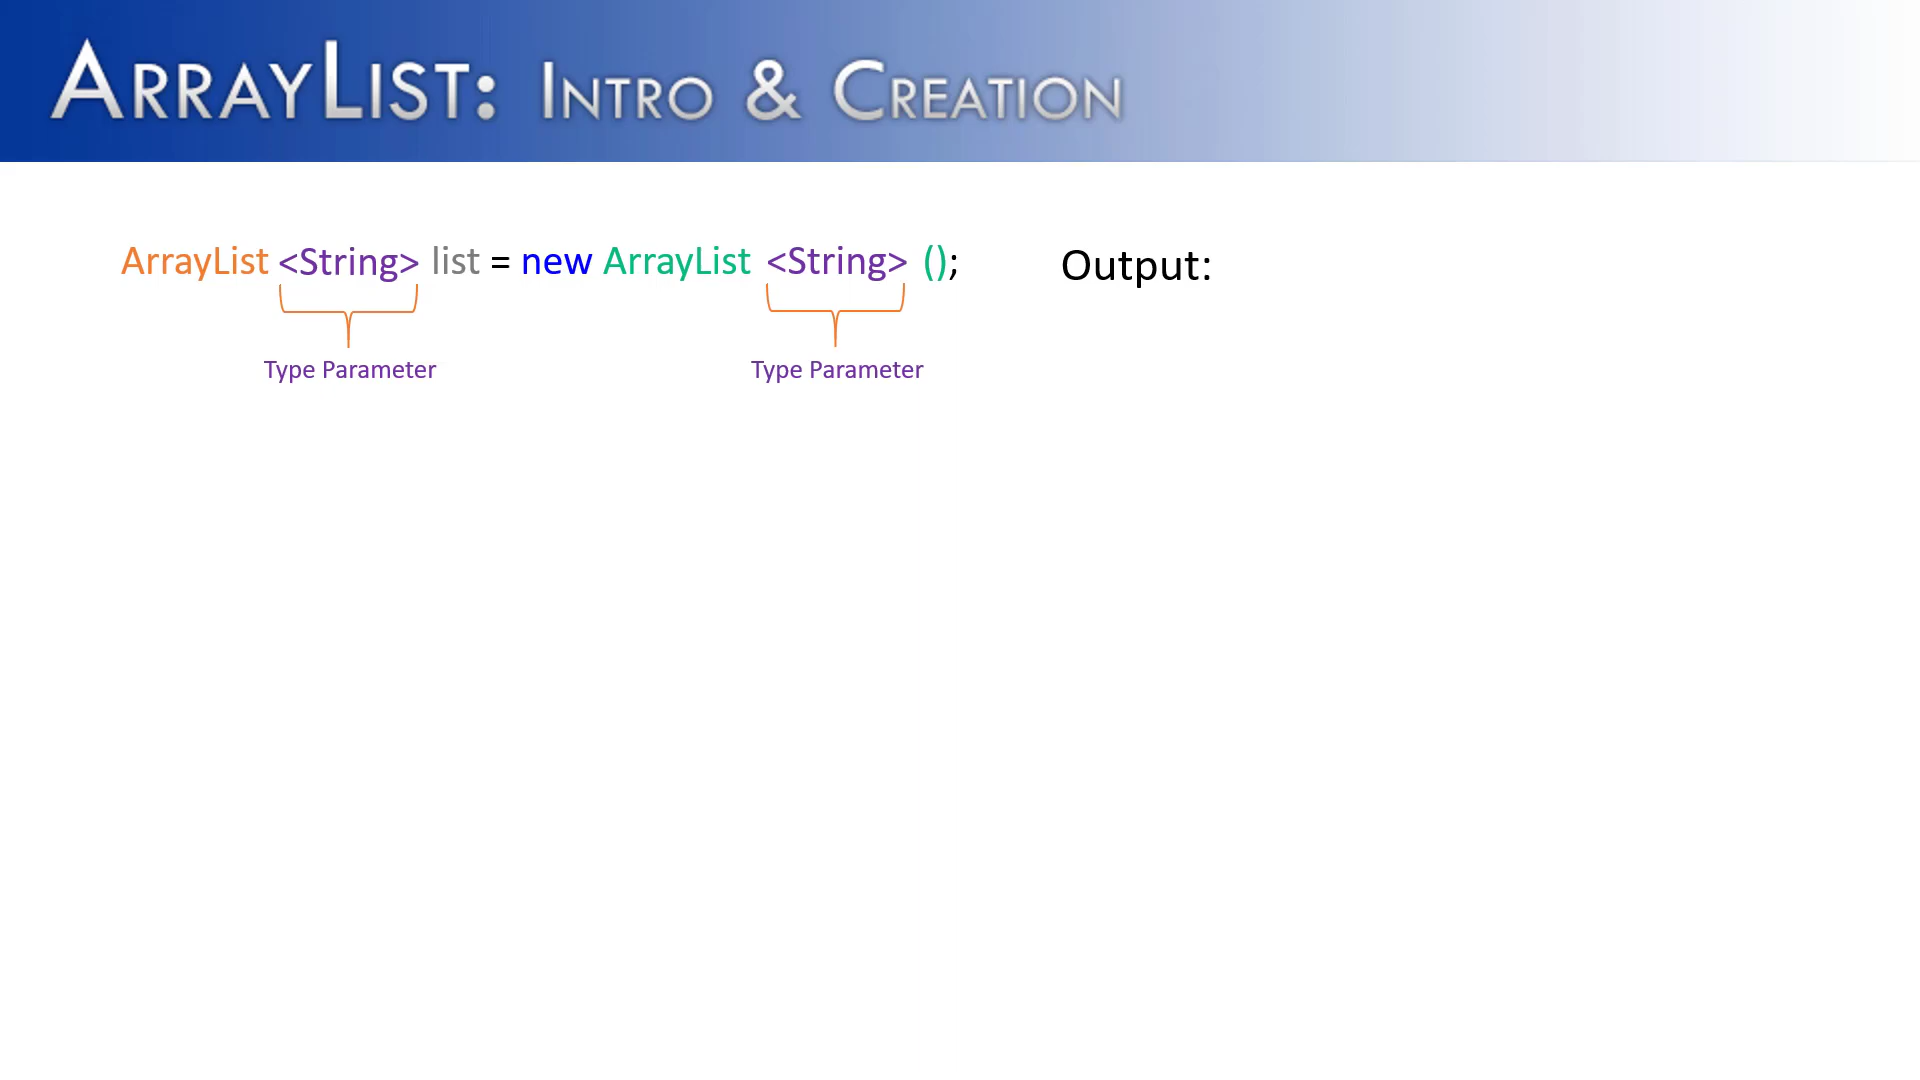 ArrayList: Intro & Creation
ArrayList <String> list = new ArrayList <String> ();
Output:
Type Parameter
Type Parameter